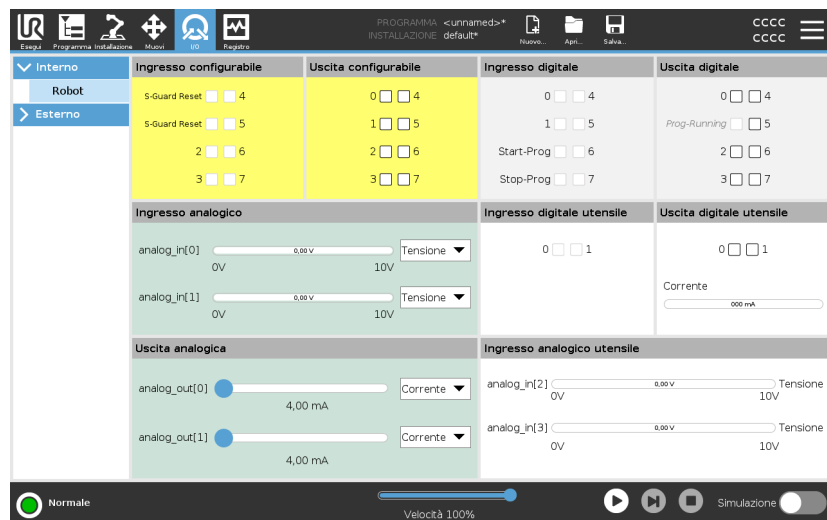 UR
PROGRAMMA <unnamed>*
INSTALLAZIONE default*
CCCC
CCCC
Esegui Programma Installazione Muovi I/O Registro Nuovo... Apri... Salva...
Interno
Robot
Esterno
Ingresso configurabile
S-Guard Reset 4
S-Guard Reset 5
2 6
3 7
Uscita configurabile
0 4
1 5
2 6
3 7
Ingresso digitale
0 4
1 5
Start-Prog 6
Stop-Prog 7
Uscita digitale
0 4
Prog-Running 5
2 6
3 7
Ingresso analogico
analog_in[0] 0,00 V Tensione
0V 10V
analog_in[1] 0,00 V Tensione
0V 10V
Ingresso digitale utensile
0 1
Uscita digitale utensile
0 1
Corrente
000 mA
Uscita analogica
analog_out[0] Corrente
4,00 mA
analog_out[1] Corrente
4,00 mA
Ingresso analogico utensile
analog_in[2] 0,00 V Tensione
0V 10V
analog_in[3] 0,00 V Tensione
0V 10V
Normale
Velocità 100%
Simulazione